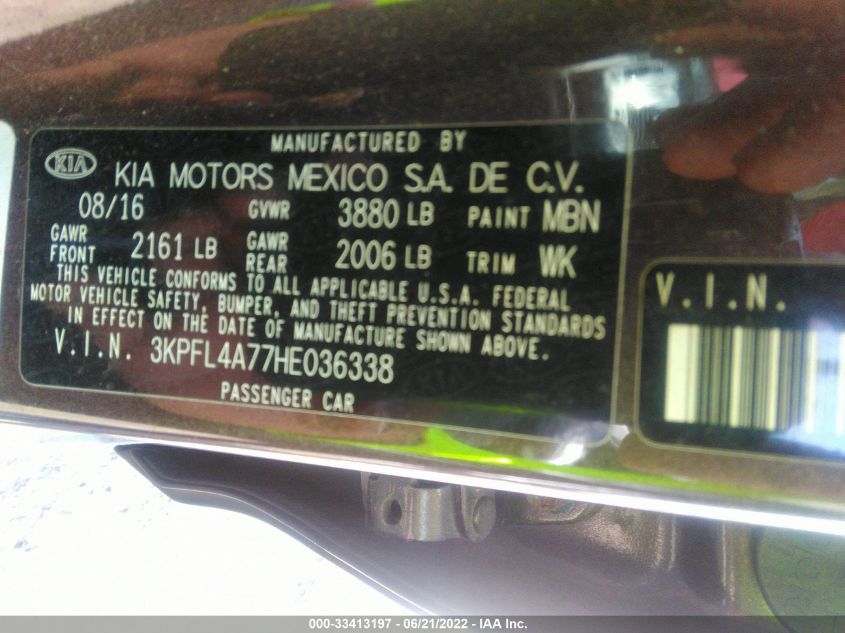 MANUFACTURED BY
KIA KIA MOTORS MEXICO S.A. DE C.V.
08/16 GVWR 3880 LB PAINT MBN
GAWR FRONT 2161 LB GAWR REAR 2006 LB TRIM WK
THIS VEHICLE CONFORMS TO ALL APPLICABLE U.S.A. FEDERAL
MOTOR VEHICLE SAFETY, BUMPER, AND THEFT PREVENTION STANDARDS
IN EFFECT ON THE DATE OF MANUFACTURE SHOWN ABOVE.
V.I.N. 3KPFL4A77HE036338
PASSENGER CAR
V.I.N.
000-33413197 - 06/21/2022 - IAA Inc.